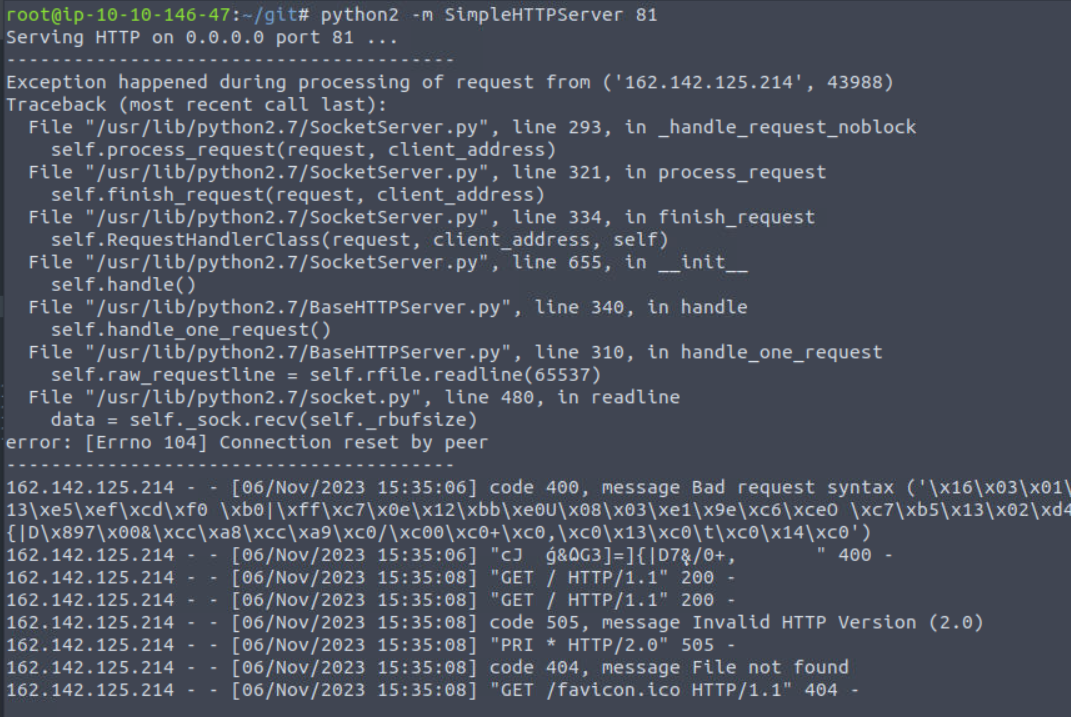 root@ip-10-10-146-47:~/git# python2 -m SimpleHTTPServer 81
Serving HTTP on 0.0.0.0 port 81 ...
----------------------------------------
Exception happened during processing of request from ('162.142.125.214', 43988)
Traceback (most recent call last):
  File "/usr/lib/python2.7/SocketServer.py", line 293, in _handle_request_noblock
    self.process_request(request, client_address)
  File "/usr/lib/python2.7/SocketServer.py", line 321, in process_request
    self.finish_request(request, client_address)
  File "/usr/lib/python2.7/SocketServer.py", line 334, in finish_request
    self.RequestHandlerClass(request, client_address, self)
  File "/usr/lib/python2.7/SocketServer.py", line 655, in __init__
    self.handle()
  File "/usr/lib/python2.7/BaseHTTPServer.py", line 340, in handle
    self.handle_one_request()
  File "/usr/lib/python2.7/BaseHTTPServer.py", line 310, in handle_one_request
    self.raw_requestline = self.rfile.readline(65537)
  File "/usr/lib/python2.7/socket.py", line 480, in readline
    data = self._sock.recv(self._rbufsize)
error: [Errno 104] Connection reset by peer
----------------------------------------
162.142.125.214 - - [06/Nov/2023 15:35:06] code 400, message Bad request syntax ('\x16\x03\x01\
13\xe5\xef\xcd\xf0 \xb0|\xff\xc7\x0e\x12\xbb\xe0U\x08\x03\xe1\x9e\xc6\xceO \xc7\xb5\x13\x02\xd4
{|D\x897\x00&\xcc\xa8\xcc\xa9\xc0/\xc00\xc0+\xc0,\xc0\x13\xc0\t\xc0\x14\xc0')
162.142.125.214 - - [06/Nov/2023 15:35:06] 400 -
162.142.125.214 - - [06/Nov/2023 15:35:08] "GET / HTTP/1.1" 200 -
162.142.125.214 - - [06/Nov/2023 15:35:08] "GET / HTTP/1.1" 200 -
162.142.125.214 - - [06/Nov/2023 15:35:08] code 505, message Invalid HTTP Version (2.0)
162.142.125.214 - - [06/Nov/2023 15:35:08] "PRI * HTTP/2.0" 505 -
162.142.125.214 - - [06/Nov/2023 15:35:08] code 404, message File not found
162.142.125.214 - - [06/Nov/2023 15:35:08] "GET /favicon.ico HTTP/1.1" 404 -